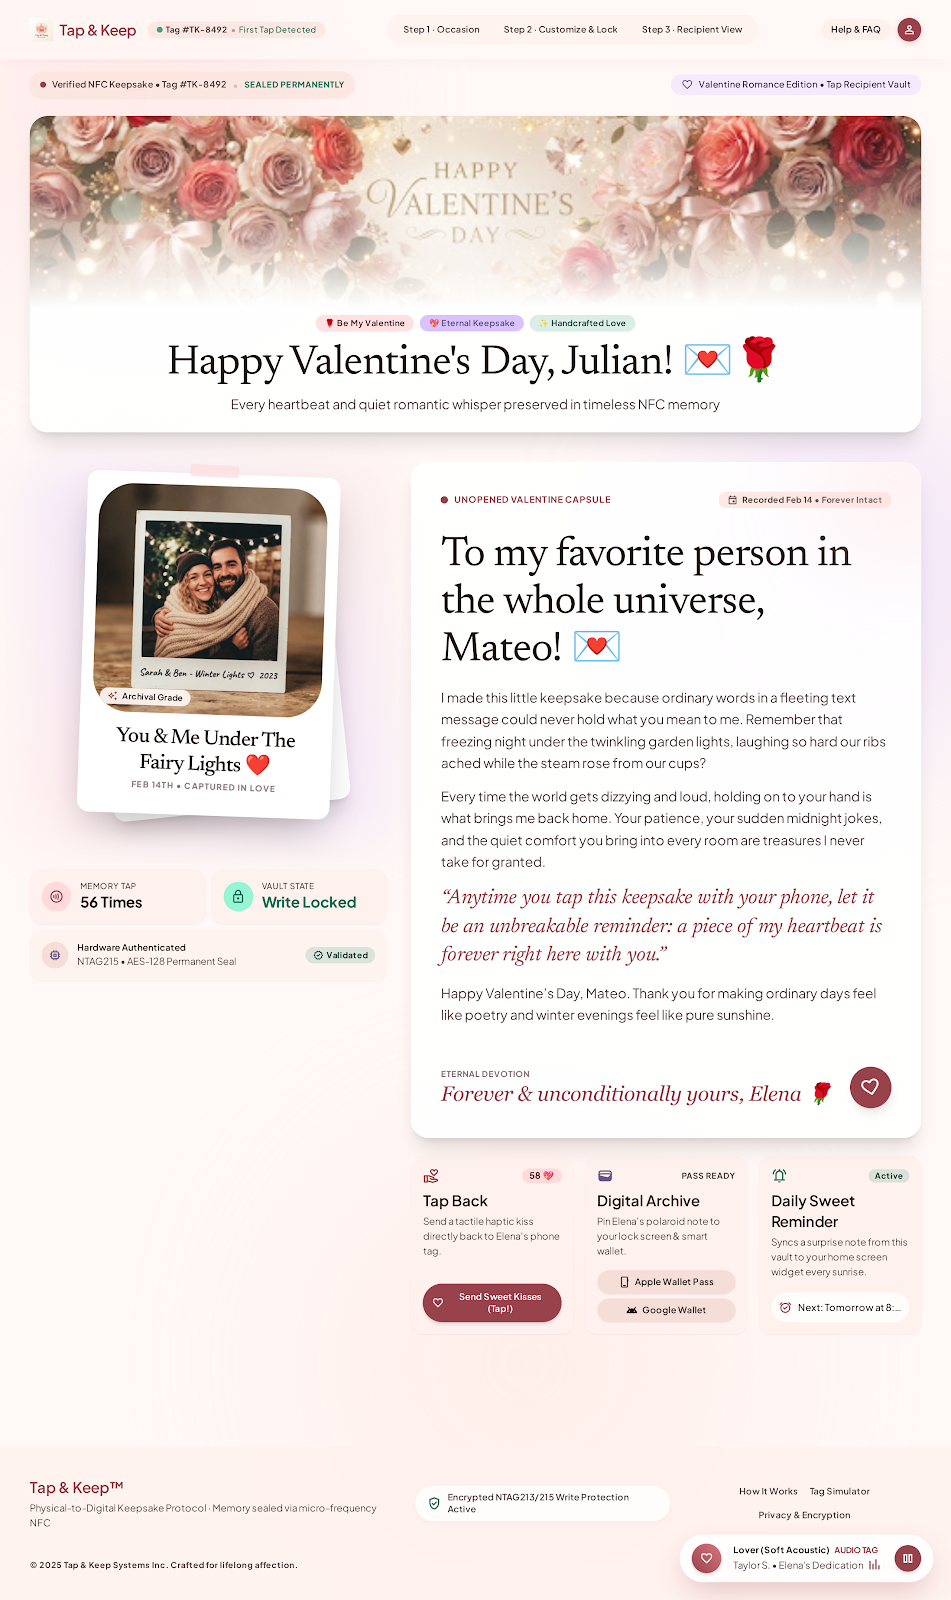 Tap & Keep
Tag #TK-8492 • First Tap Detected
Step 1 · Occasion
Step 2 · Customize & Lock
Step 3 · Recipient View
Help & FAQ
Verified NFC Keepsake • Tag #TK-8492 • SEALED PERMANENTLY
Valentine Romance Edition • Tap Recipient Vault
HAPPY
VALENTINE'S
DAY
🌹 Be My Valentine
💖 Eternal Keepsake
✨ Handcrafted Love
Happy Valentine's Day, Julian! 💌🌹
Every heartbeat and quiet romantic whisper preserved in timeless NFC memory
Sarah & Ben - Winter Lights ♡ 2023
Archival Grade
You & Me Under The
Fairy Lights ❤️
FEB 14TH • CAPTURED IN LOVE
MEMORY TAP
56 Times
VAULT STATE
Write Locked
Hardware Authenticated
NTAG215 • AES-128 Permanent Seal
Validated
UNOPENED VALENTINE CAPSULE
Recorded Feb 14 • Forever Intact
To my favorite person in
the whole universe,
Mateo! 💌
I made this little keepsake because ordinary words in a fleeting text
message could never hold what you mean to me. Remember that
freezing night under the twinkling garden lights, laughing so hard our ribs
ached while the steam rose from our cups?
Every time the world gets dizzying and loud, holding on to your hand is
what brings me back home. Your patience, your sudden midnight jokes,
and the quiet comfort you bring into every room are treasures I never
take for granted.
“Anytime you tap this keepsake with your phone, let it
be an unbreakable reminder: a piece of my heartbeat is
forever right here with you.”
Happy Valentine’s Day, Mateo. Thank you for making ordinary days feel
like poetry and winter evenings feel like pure sunshine.
ETERNAL DEVOTION
Forever & unconditionally yours, Elena 🌹
58 💖
Tap Back
Send a tactile haptic kiss
directly back to Elena's phone
tag.
Send Sweet Kisses
(Tap!)
PASS READY
Digital Archive
Pin Elena's polaroid note to
your lock screen & smart
wallet.
Apple Wallet Pass
Google Wallet
Active
Daily Sweet
Reminder
Syncs a surprise note from this
vault to your home screen
widget every sunrise.
Next: Tomorrow at 8:...
Tap & Keep™
Physical-to-Digital Keepsake Protocol · Memory sealed via micro-frequency
NFC
Encrypted NTAG213/215 Write Protection
Active
How It Works
Tag Simulator
Privacy & Encryption
© 2025 Tap & Keep Systems Inc. Crafted for lifelong affection.
Lover (Soft Acoustic) AUDIO TAG
Taylor S. • Elena's Dedication